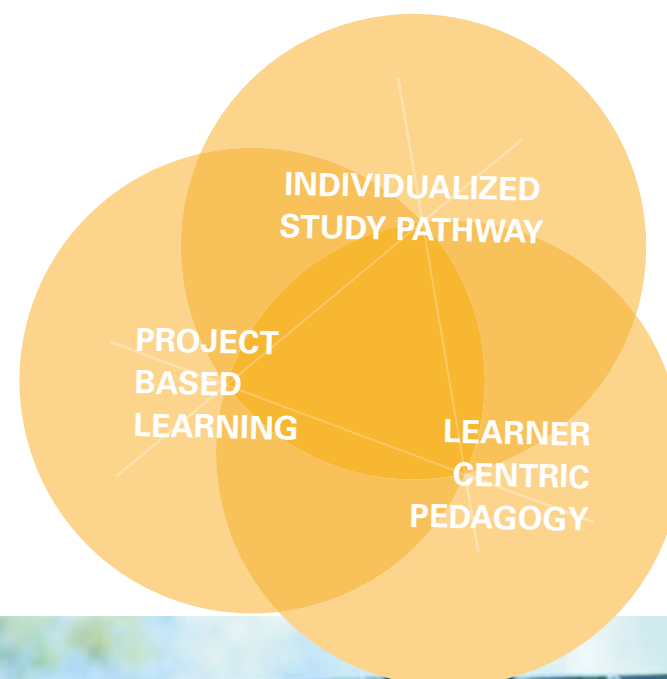 INDIVIDUALIZED
STUDY PATHWAY
PROJECT
BASED
LEARNING
LEARNER
CENTRIC
PEDAGOGY